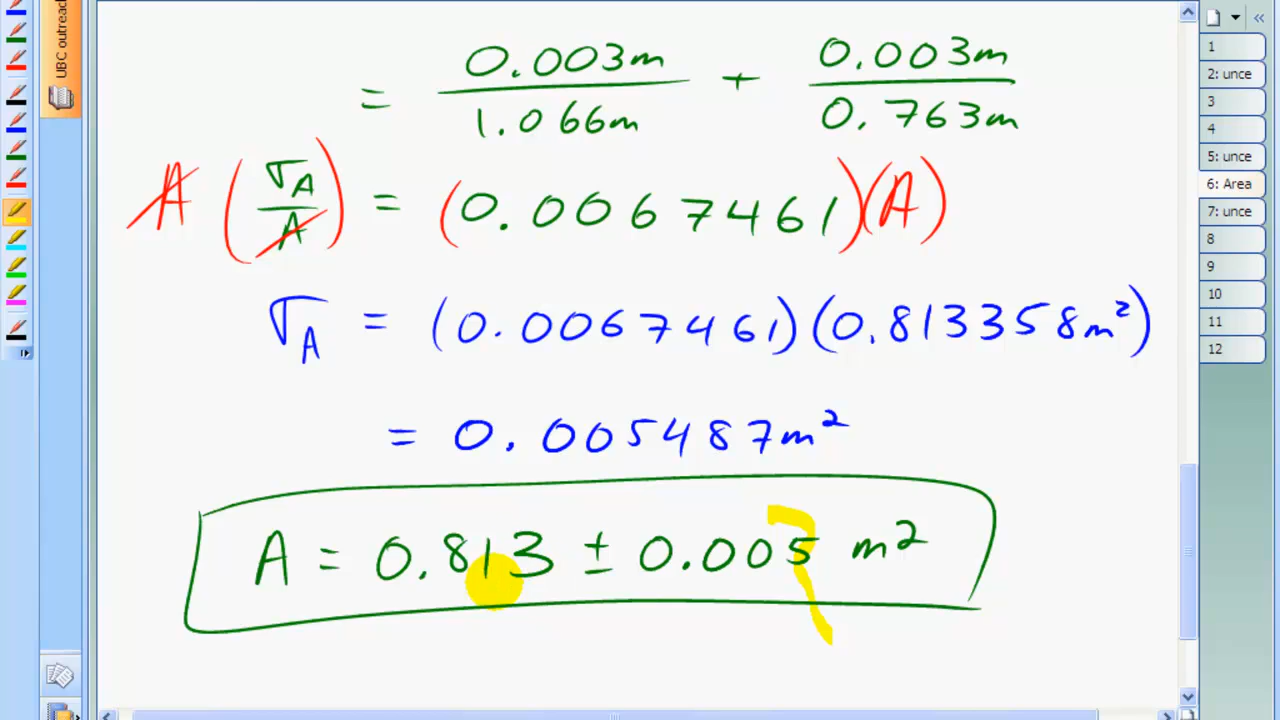 UBC outreac
= 0.003m/1.066m + 0.003m/0.763m
A (σA/A) = (0.0067461)(A)
σA = (0.0067461)(0.813358m²)
= 0.005487m²
A = 0.813 ± 0.005 m²
1
2: unce
3
4
5: unce
6: Area
7: unce
8
9
10
11
12